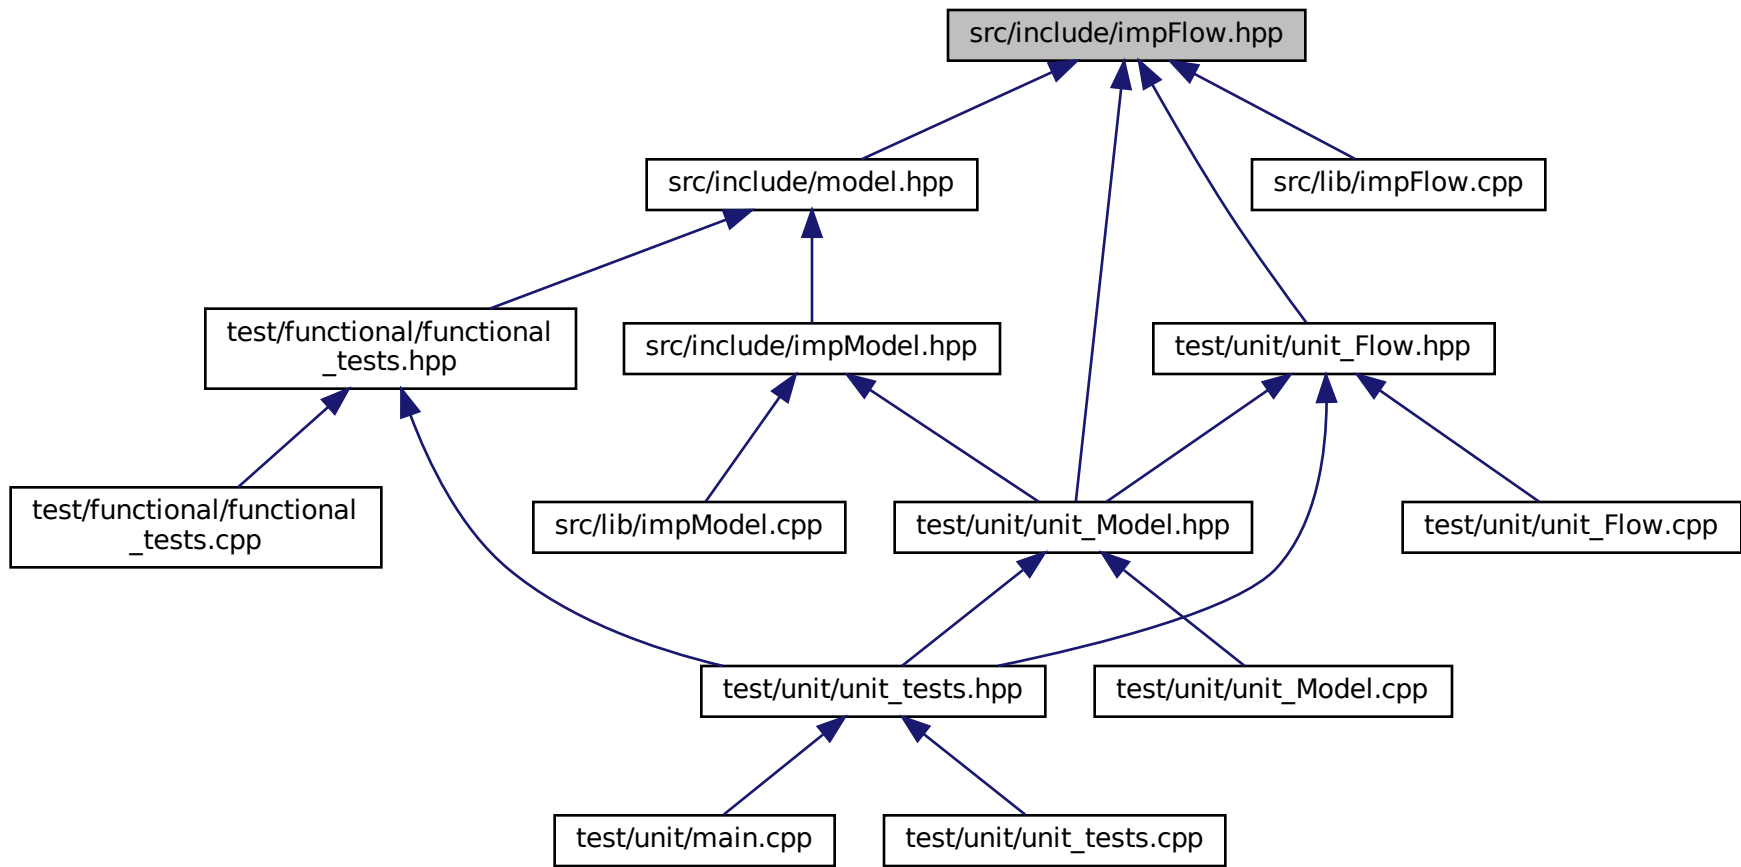 src/include/impFlow.hpp
src/include/model.hpp
src/lib/impFlow.cpp
test/functional/functional
_tests.hpp
src/include/impModel.hpp
test/unit/unit_Flow.hpp
test/functional/functional
_tests.cpp
src/lib/impModel.cpp
test/unit/unit_Model.hpp
test/unit/unit_Flow.cpp
test/unit/unit_tests.hpp
test/unit/unit_Model.cpp
test/unit/main.cpp
test/unit/unit_tests.cpp